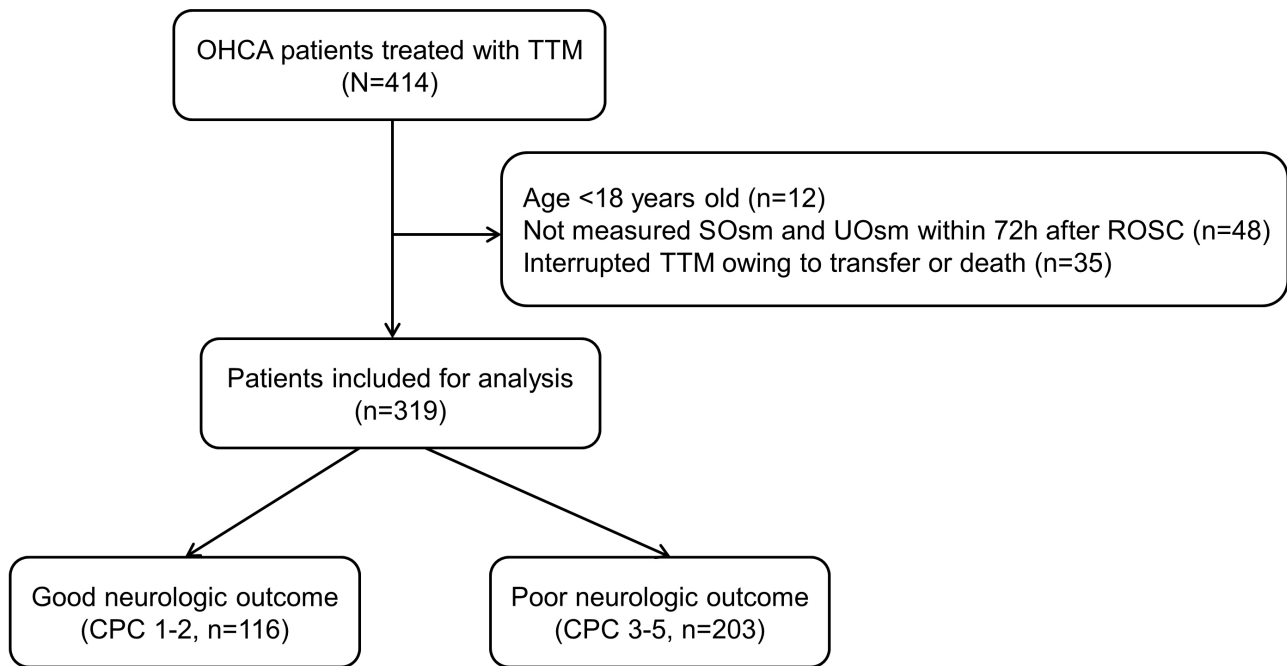 OHCA patients treated with TTM
(N=414)
Age <18 years old (n=12)
Not measured SOsm and UOsm within 72h after ROSC (n=48)
Interrupted TTM owing to transfer or death (n=35)
Patients included for analysis
(n=319)
Good neurologic outcome
(CPC 1-2, n=116)
Poor neurologic outcome
(CPC 3-5, n=203)